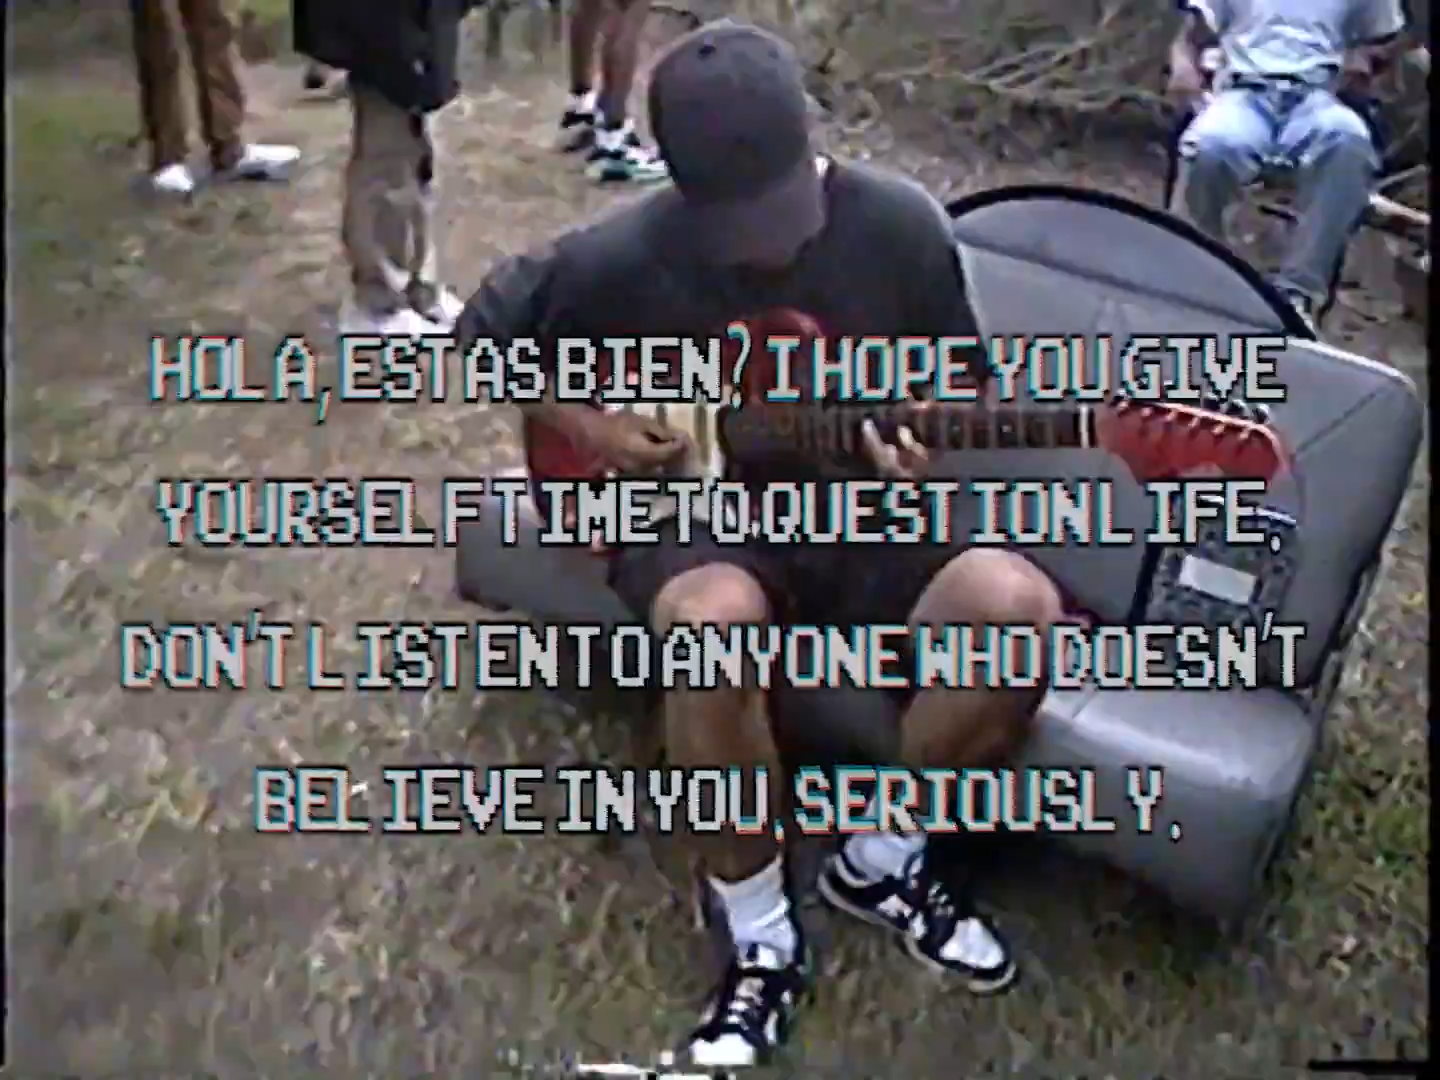 HOLA, ESTAS BIEN? I HOPE YOU GIVE
YOURSELF TIME TO QUESTION LIFE.
DON'T LISTEN TO ANYONE WHO DOESN'T
BELIEVE IN YOU, SERIOUSLY.